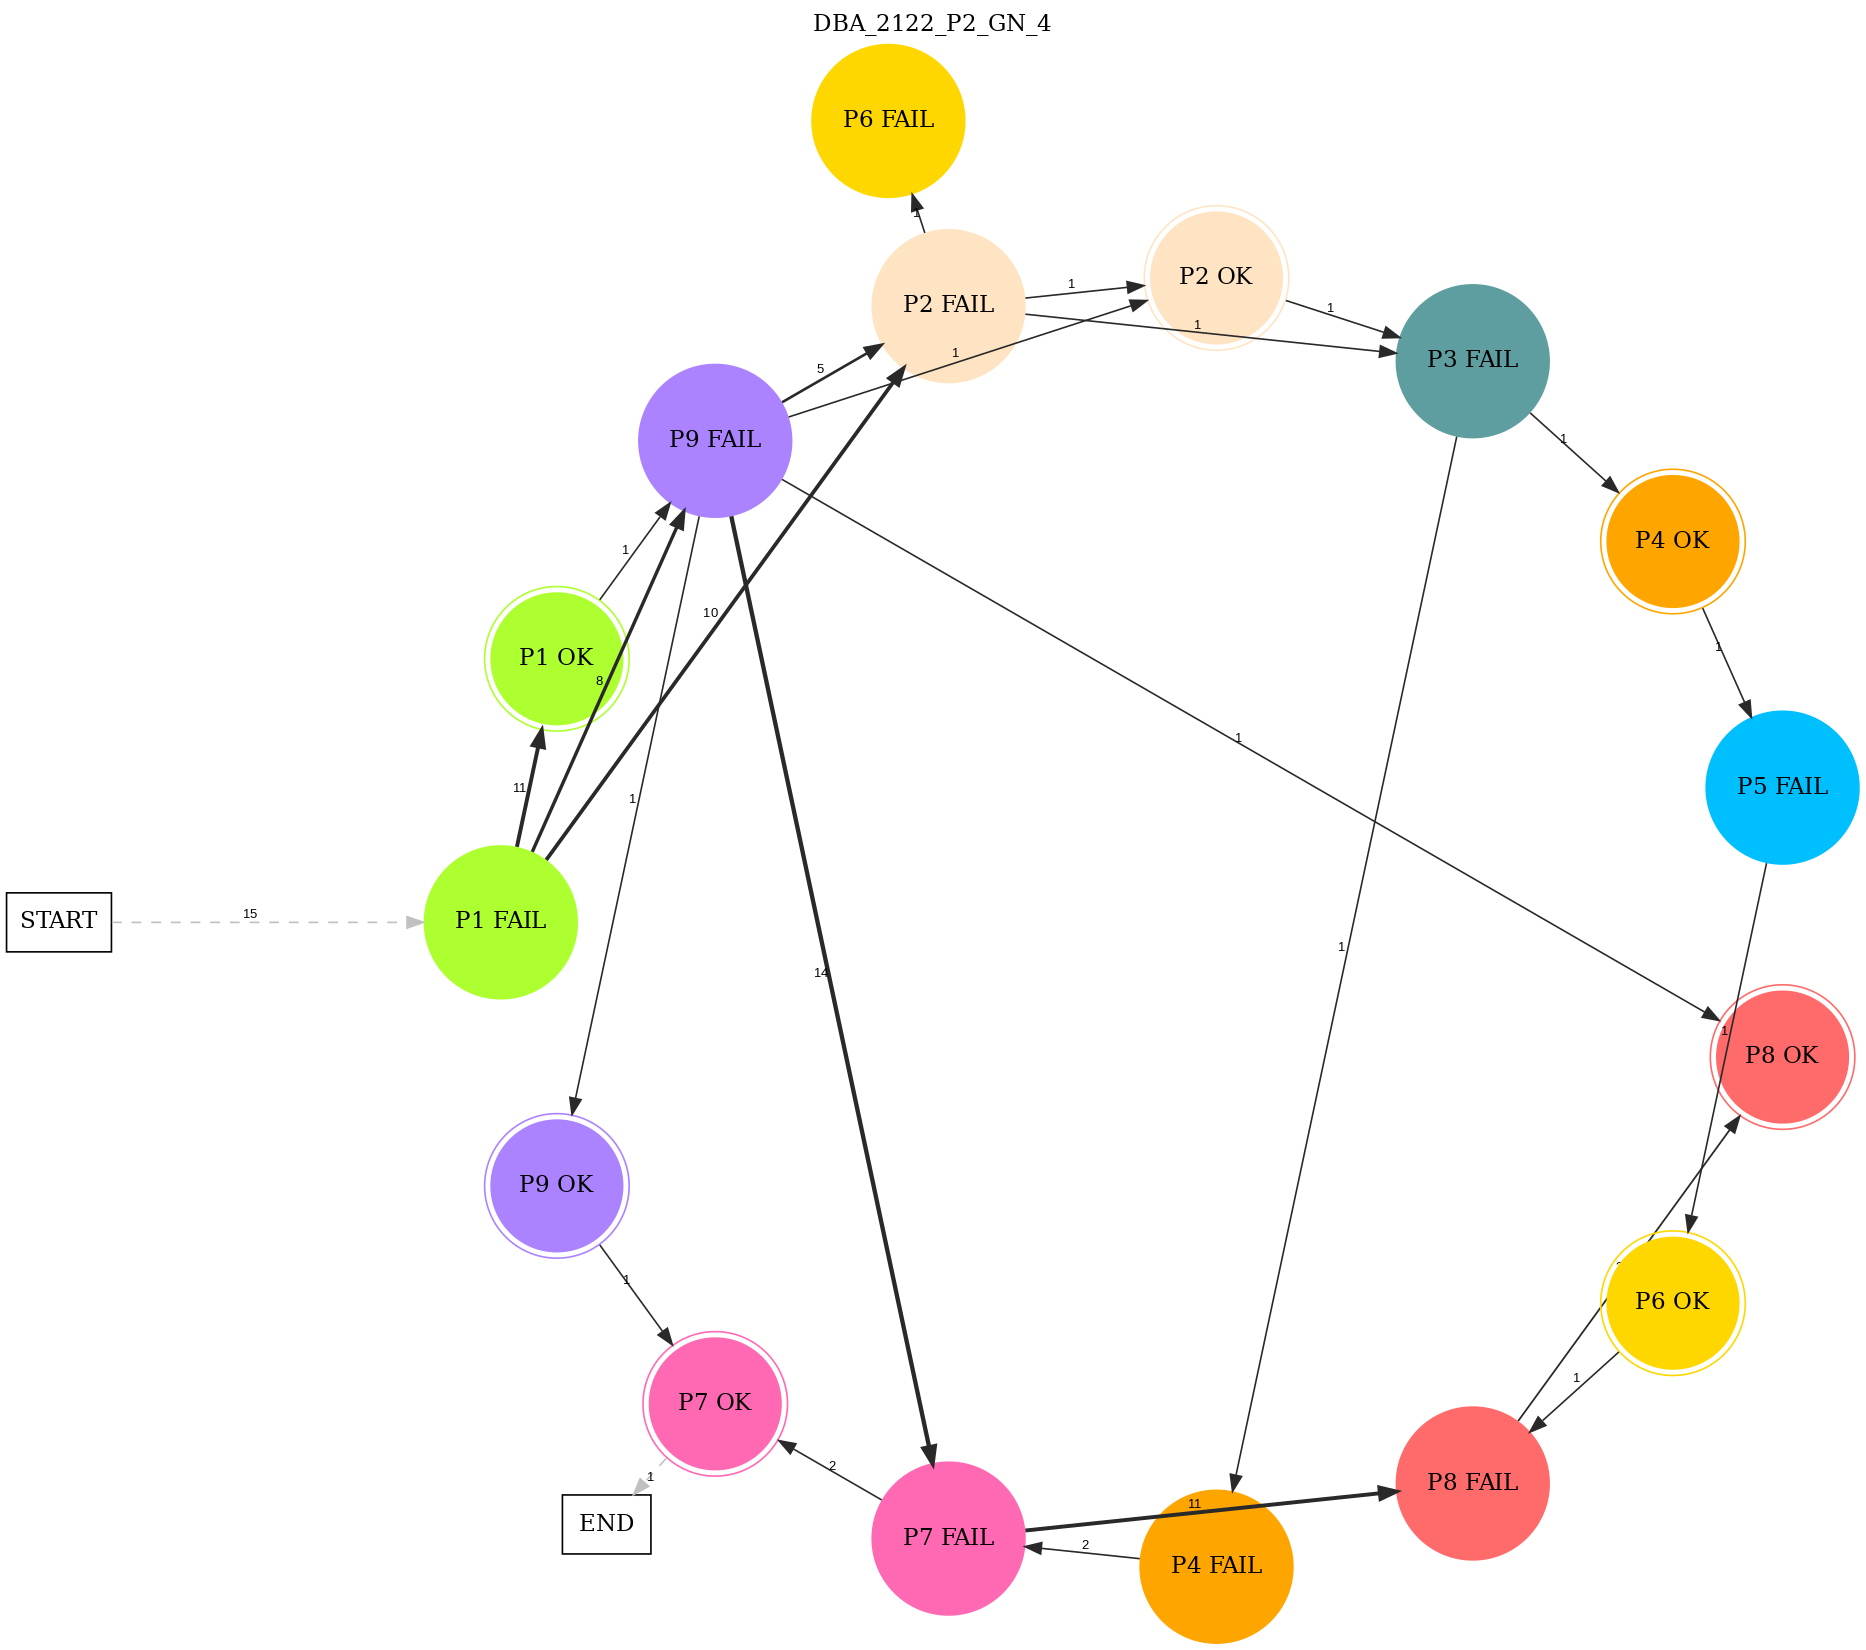 DBA_2122_P2_GN_4
P6 FAIL
1
P2 OK
P2 FAIL
1
1
1
P3 FAIL
5
1
P9 FAIL
1
P4 OK
1
10
P1 OK
8
1
1
1
P5 FAIL
11
1
START
15
P1 FAIL
1
14
1
P8 OK
P9 OK
1
P6 OK
1
P7 OK
2
1
P8 FAIL
11
END
P7 FAIL
2
P4 FAIL